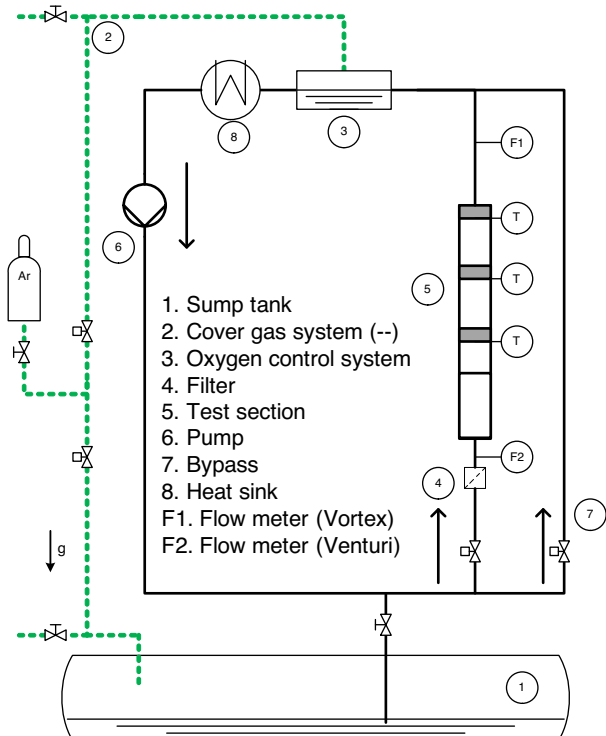 2
8
3
F1
6
T
Ar
5
T
T
1. Sump tank
2. Cover gas system (--)
3. Oxygen control system
4. Filter
5. Test section
6. Pump
7. Bypass
8. Heat sink
F1. Flow meter (Vortex)
F2. Flow meter (Venturi)
F2
4
7
g
1